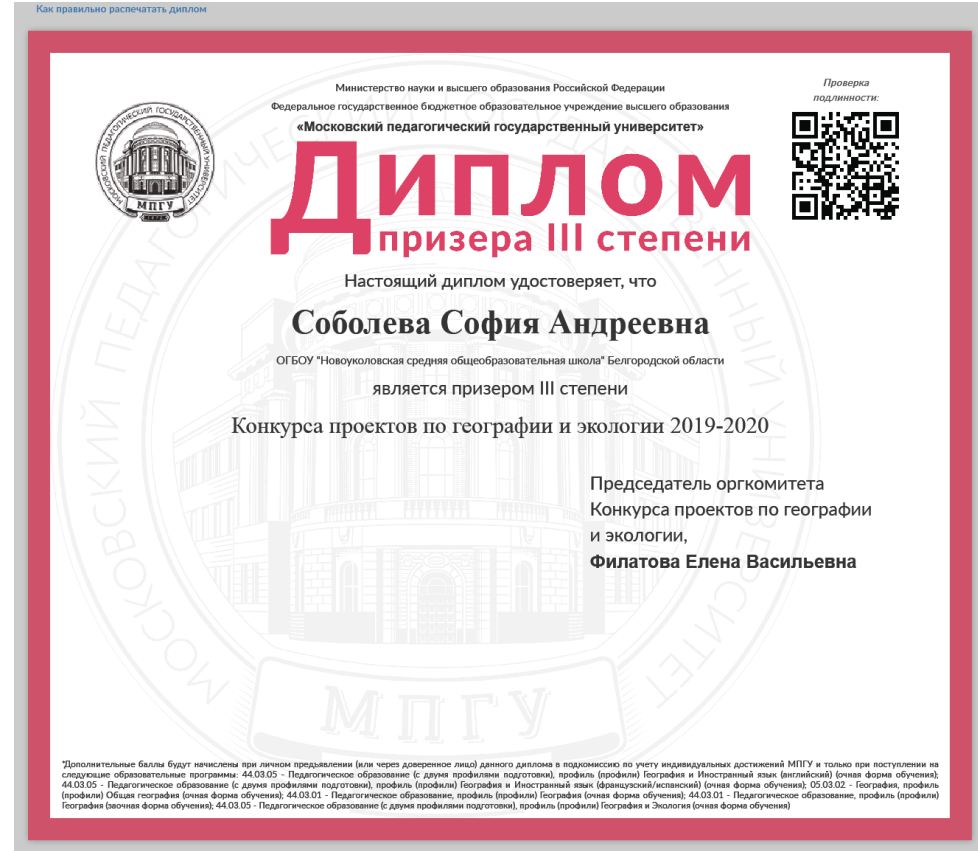 Как правильно распечатать диплом
Министерство науки и высшего образования Российской Федерации
Федеральное государственное бюджетное образовательное учреждение высшего образования
«Московский педагогический государственный университет»
Проверка
подлинности:
МОСКОВСКИЙ ПЕДАГОГИЧЕСКИЙ ГОСУДАРСТВЕННЫЙ УНИВЕРСИТЕТ
МПГУ
Диплом
призера III степени
Настоящий диплом удостоверяет, что
Соболева София Андреевна
ОГБОУ "Новоуколовская средняя общеобразовательная школа" Белгородской области
является призером III степени
Конкурса проектов по географии и экологии 2019-2020
Председатель оргкомитета
Конкурса проектов по географии
и экологии,
Филатова Елена Васильевна
МОСКОВСКИЙ ПЕДАГОГИЧЕСКИЙ ГОСУДАРСТВЕННЫЙ УНИВЕРСИТЕТ
МПГУ
*Дополнительные баллы будут начислены при личном предъявлении (или через доверенное лицо) данного диплома в подкомиссию по учету индивидуальных достижений МПГУ и только при поступлении на
следующие образовательные программы: 44.03.05 - Педагогическое образование (с двумя профилями подготовки), профиль (профили) География и Иностранный язык (английский) (очная форма обучения);
44.03.05 - Педагогическое образование (с двумя профилями подготовки), профиль (профили) География и Иностранный язык (французский/испанский) (очная форма обучения); 05.03.02 - География, профиль
(профили) Общая география (очная форма обучения); 44.03.01 - Педагогическое образование, профиль (профили) География (очная форма обучения); 44.03.01 - Педагогическое образование, профиль (профили)
География (заочная форма обучения); 44.03.05 - Педагогическое образование (с двумя профилями подготовки), профиль (профили) География и Экология (очная форма обучения)